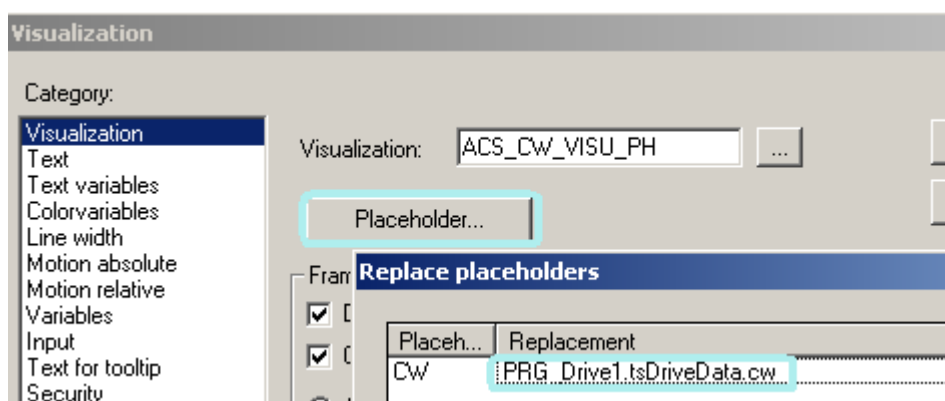 Visualization
Category:
Visualization
Text
Text variables
Colorvariables
Line width
Motion absolute
Motion relative
Variables
Input
Text for tooltip
Security
Visualization: ACS_CW_VISU_PH ...
Placeholder...
Fram
Replace placeholders
Placeh... Replacement
CW PRG_Drive1.tsDriveData.cw